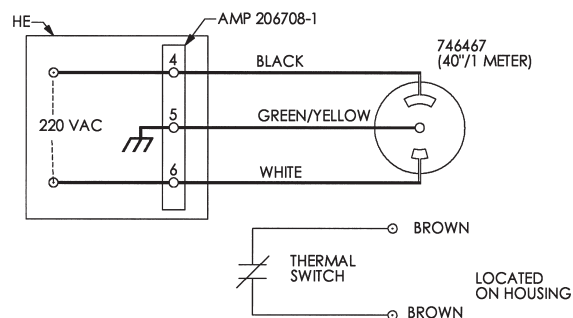 HE
AMP 206708-1
4
BLACK
746467
(40"/1 METER)
220 VAC
5
GREEN/YELLOW
6
WHITE
BROWN
THERMAL
SWITCH
LOCATED
ON HOUSING
BROWN